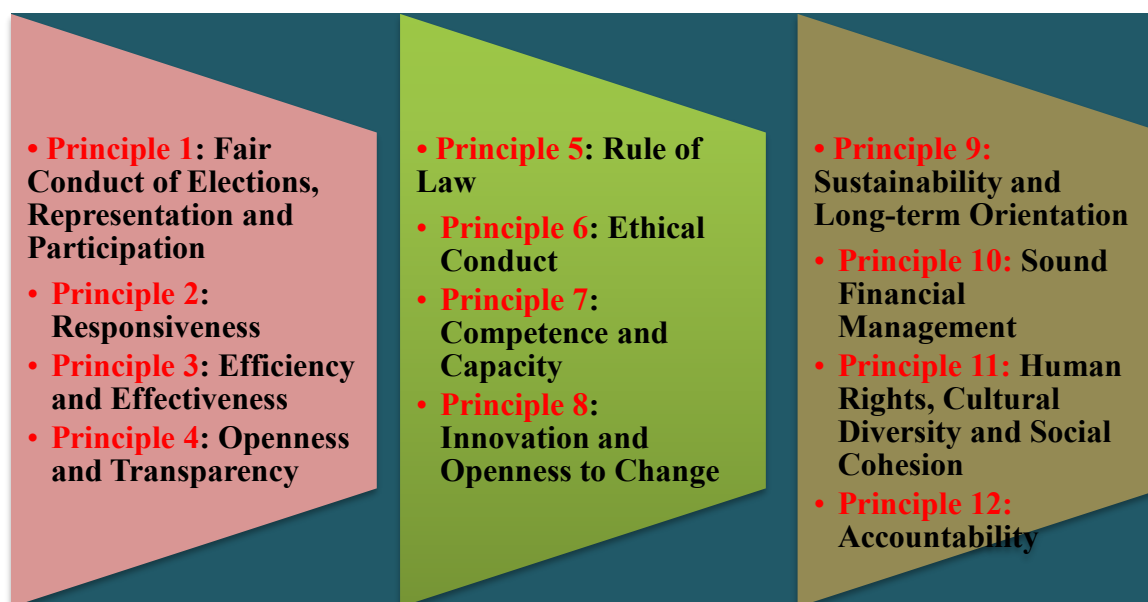 • Principle 1: Fair
Conduct of Elections,
Representation and
Participation
• Principle 2:
Responsiveness
• Principle 3: Efficiency
and Effectiveness
• Principle 4: Openness
and Transparency
• Principle 5: Rule of
Law
• Principle 6: Ethical
Conduct
• Principle 7:
Competence and
Capacity
• Principle 8:
Innovation and
Openness to Change
• Principle 9:
Sustainability and
Long-term Orientation
• Principle 10: Sound
Financial
Management
• Principle 11: Human
Rights, Cultural
Diversity and Social
Cohesion
• Principle 12:
Accountability